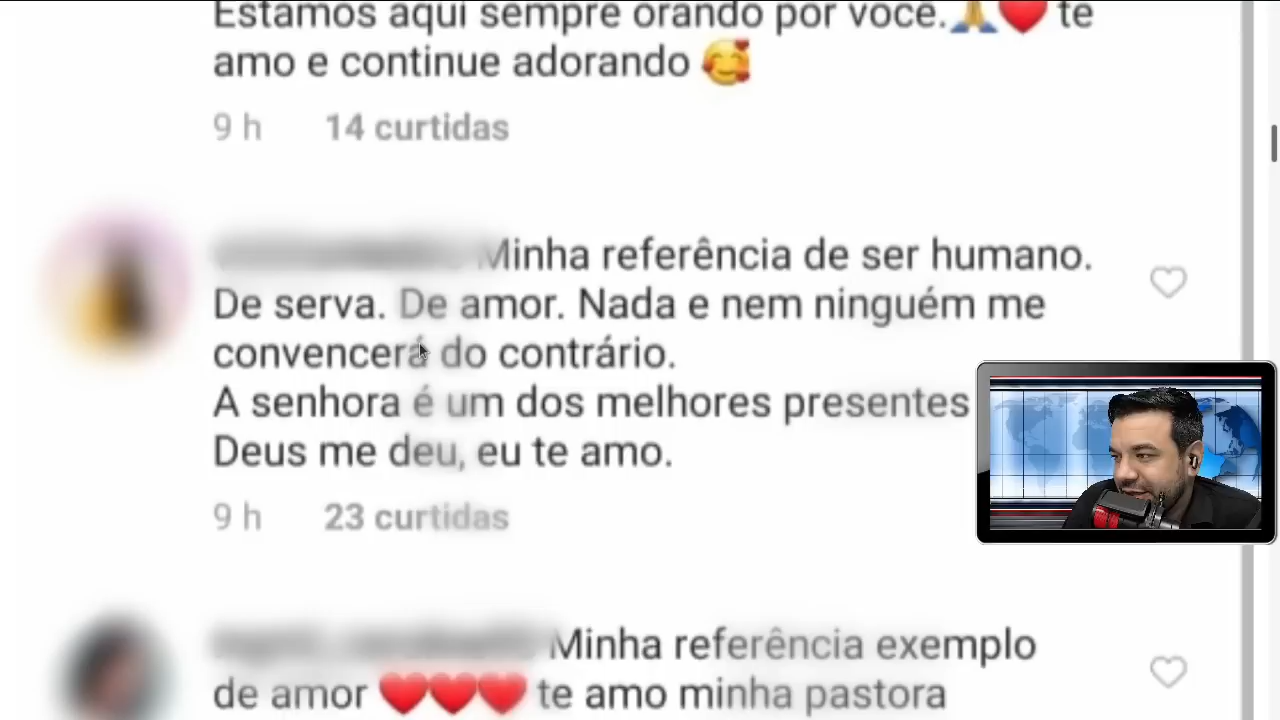 Estamos aqui sempre orando por você.🙏❤️ te
amo e continue adorando 🥰
9 h 14 curtidas
Minha referência de ser humano.
De serva. De amor. Nada e nem ninguém me
convencerá do contrário.
A senhora é um dos melhores presentes
Deus me deu, eu te amo.
9 h 23 curtidas
Minha referência exemplo
de amor ❤️❤️❤️ te amo minha pastora